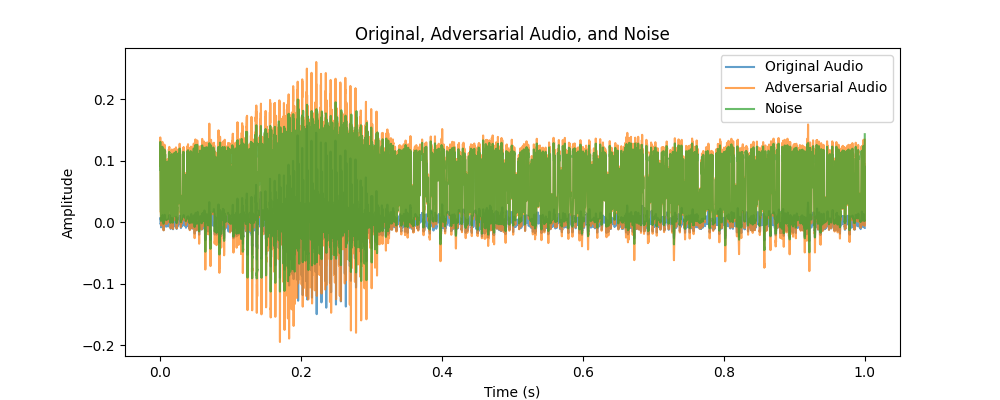 Original, Adversarial Audio, and Noise
Original Audio
Adversarial Audio
Noise
Amplitude
0.2
0.1
0.0
−0.1
−0.2
0.0 0.2 0.4 0.6 0.8 1.0
Time (s)